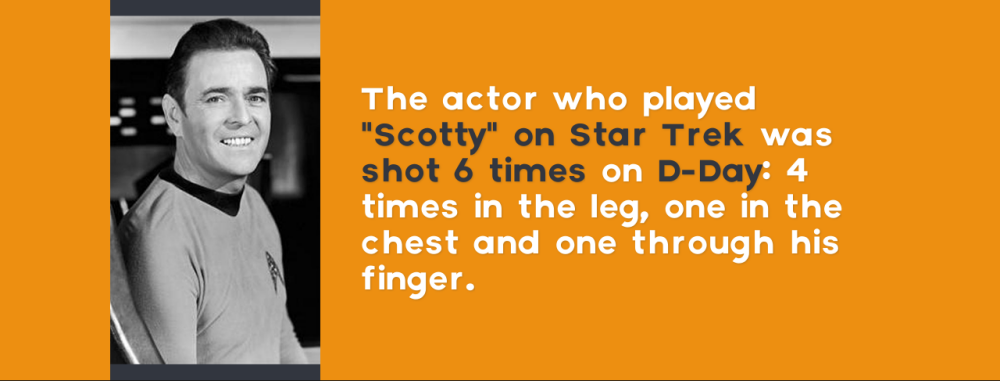 The actor who played
"Scotty" on Star Trek was
shot 6 times on D-Day: 4
times in the leg, one in the
chest and one through his
finger.